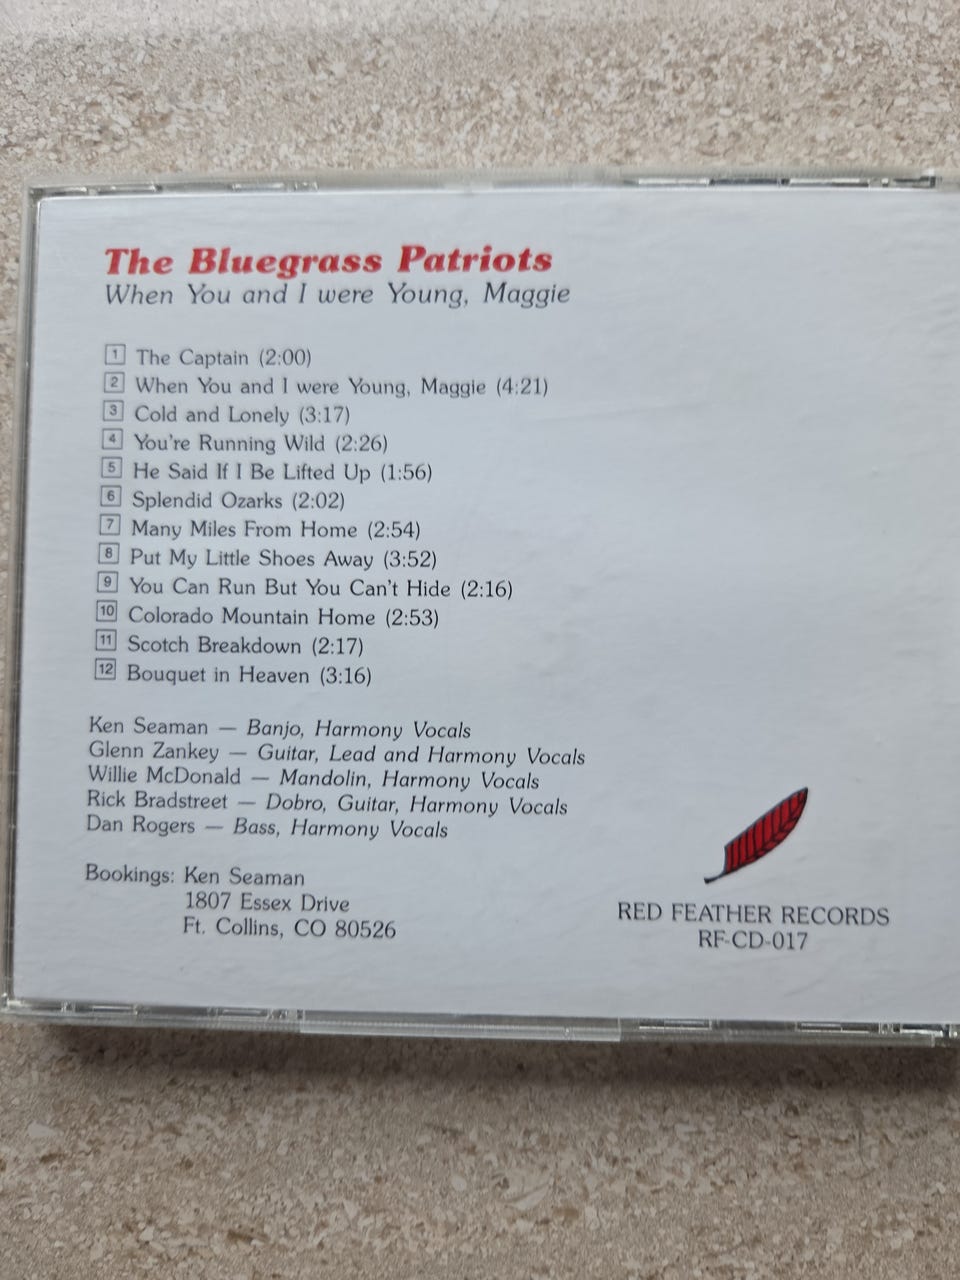 The Bluegrass Patriots
When You and I were Young, Maggie
1 The Captain (2:00)
2 When You and I were Young, Maggie (4:21)
3 Cold and Lonely (3:17)
4 You're Running Wild (2:26)
5 He Said If I Be Lifted Up (1:56)
6 Splendid Ozarks (2:02)
7 Many Miles From Home (2:54)
8 Put My Little Shoes Away (3:52)
9 You Can Run But You Can't Hide (2:16)
10 Colorado Mountain Home (2:53)
11 Scotch Breakdown (2:17)
12 Bouquet in Heaven (3:16)
Ken Seaman — Banjo, Harmony Vocals
Glenn Zankey — Guitar, Lead and Harmony Vocals
Willie McDonald — Mandolin, Harmony Vocals
Rick Bradstreet — Dobro, Guitar, Harmony Vocals
Dan Rogers — Bass, Harmony Vocals
Bookings: Ken Seaman
1807 Essex Drive
Ft. Collins, CO 80526
RED FEATHER RECORDS
RF-CD-017